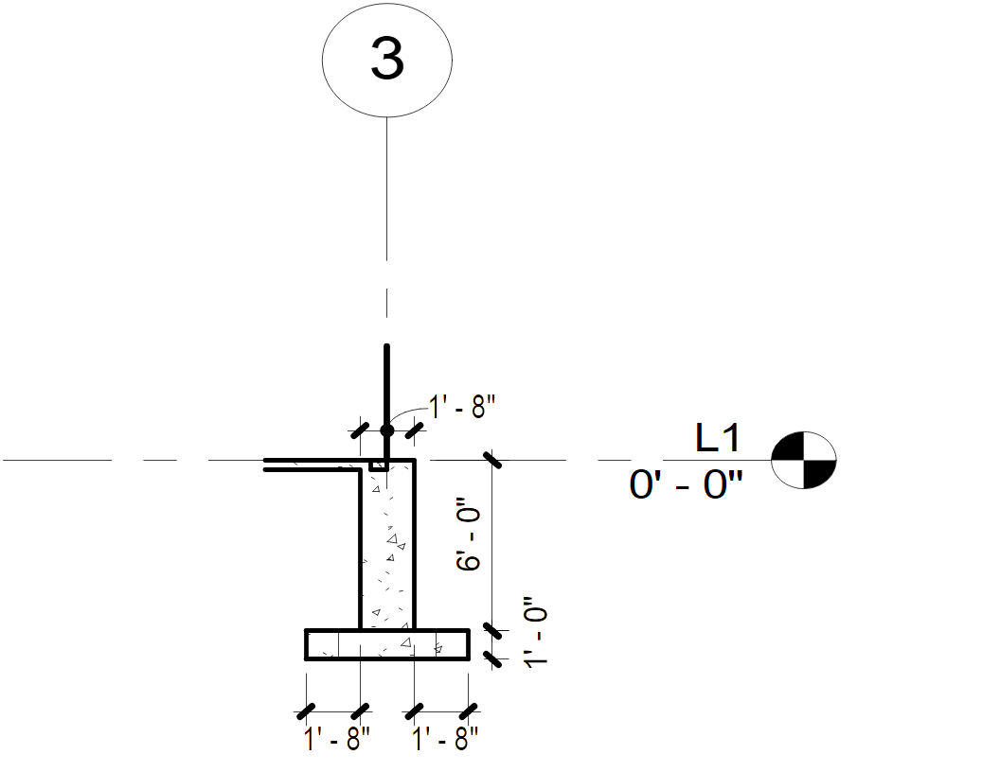 3
1' - 8"
L1
0' - 0"
6' - 0"
1' - 0"
1' - 8"
1' - 8"